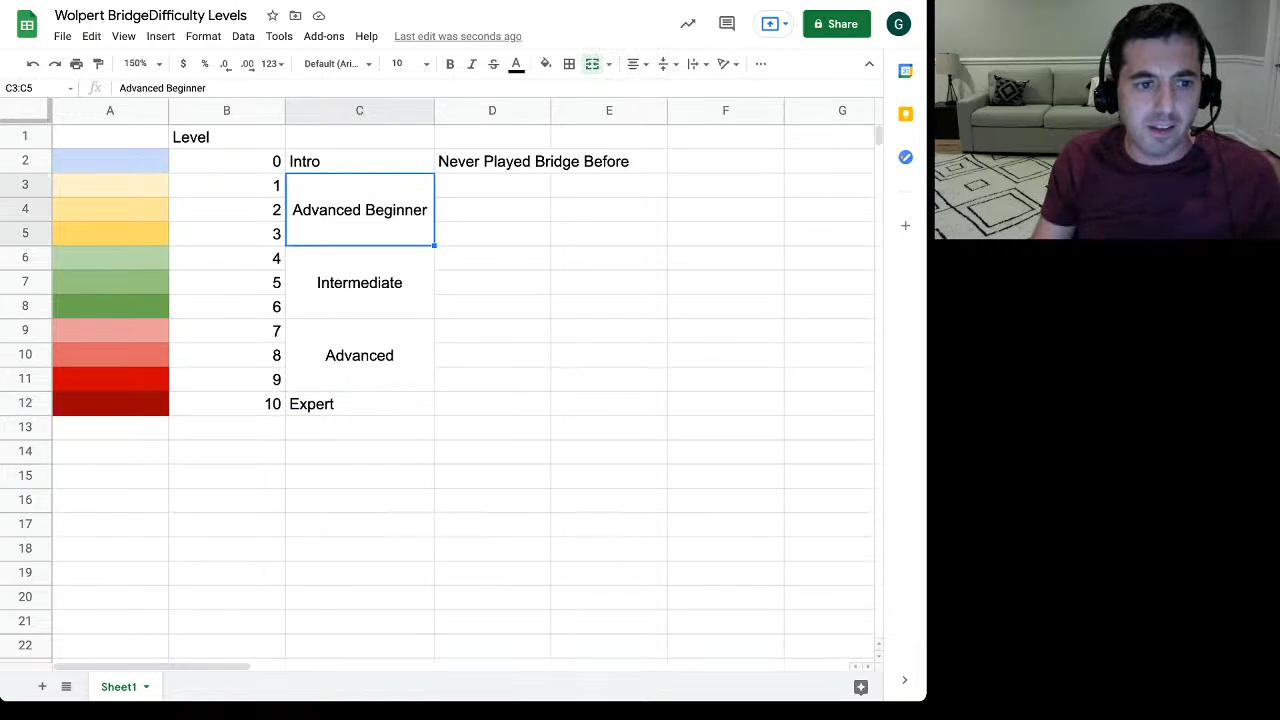 Wolpert BridgeDifficulty Levels
File Edit View Insert Format Data Tools Add-ons Help Last edit was seconds ago
Share
G
150% $ % .0 .00 123 Default (Ari... 10 B I S A
C3:C5 fx Advanced Beginner
A B C D E F G
1 Level
2 0 Intro Never Played Bridge Before
3 1
4 2 Advanced Beginner
5 3
6 4
7 5 Intermediate
8 6
9 7
10 8 Advanced
11 9
12 10 Expert
13
14
15
16
17
18
19
20
21
22
Sheet1